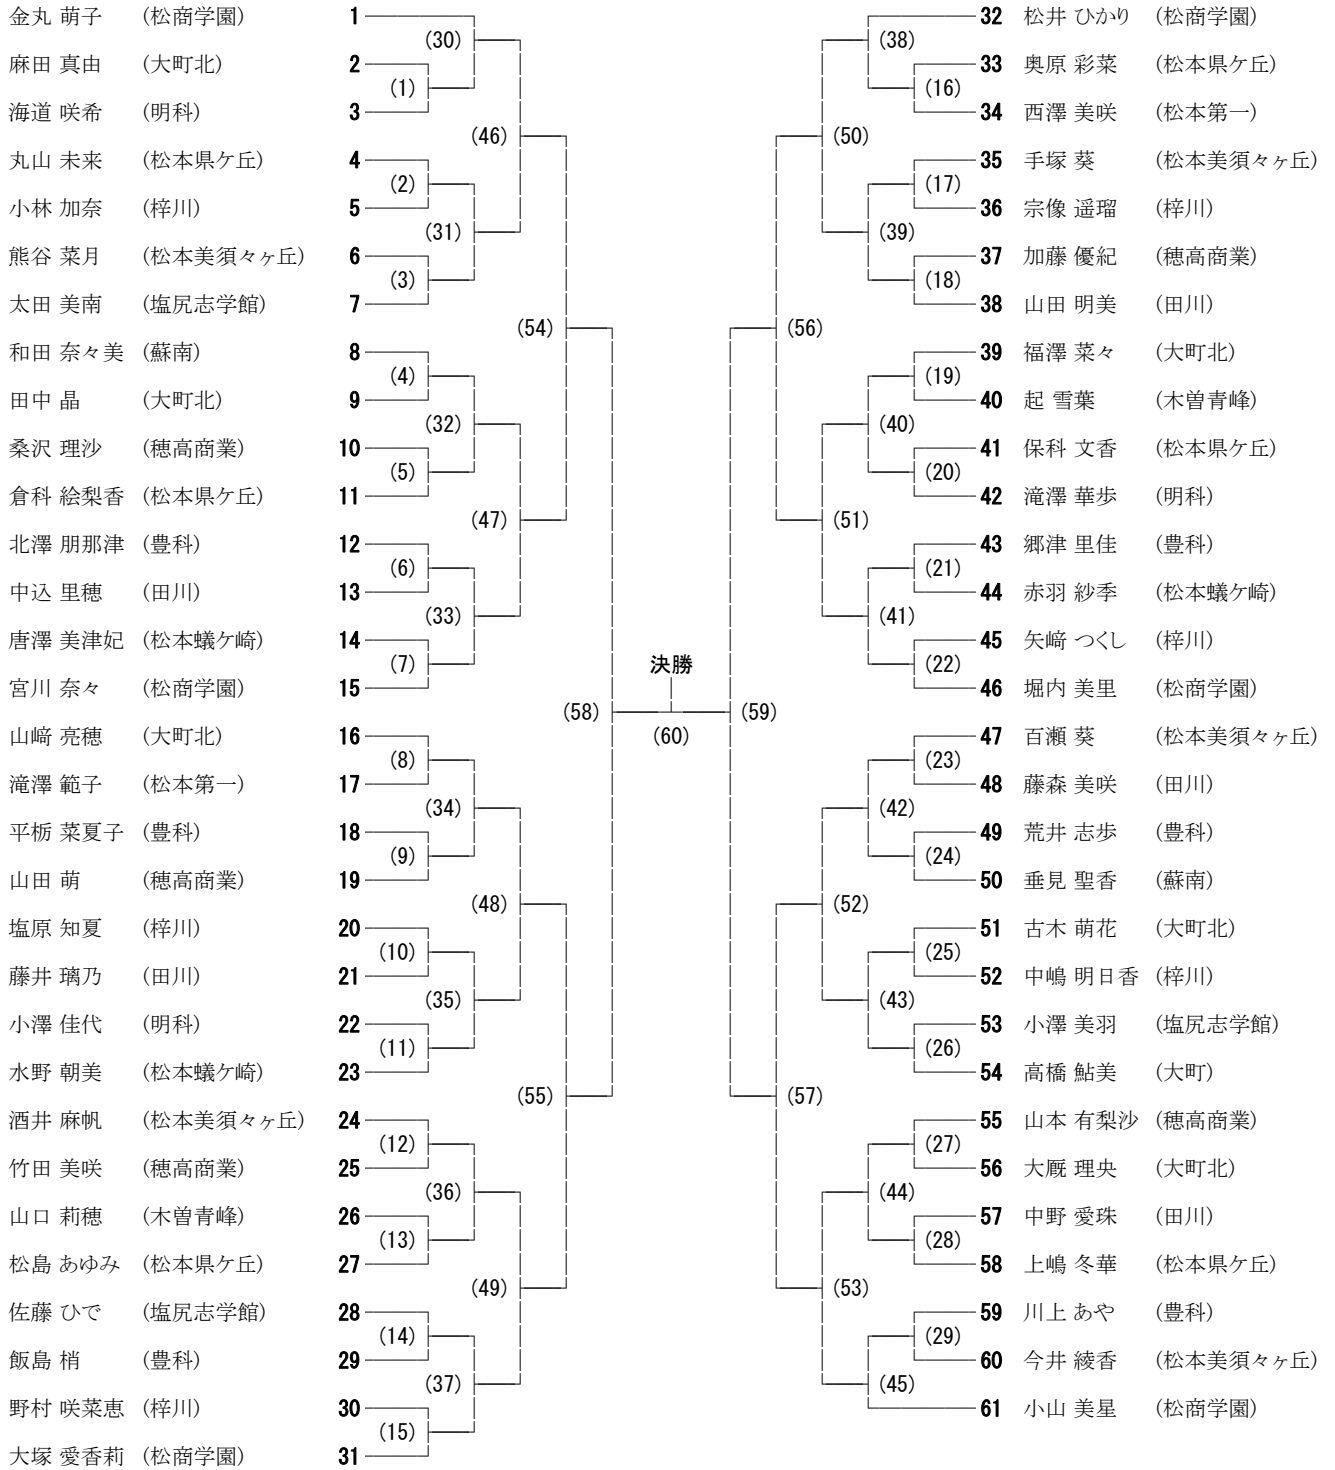 金丸 萌子 (松商学園) 1
(30)
麻田 真由 (大町北) 2
(1)
海道 咲希 (明科) 3
(46)
丸山 未来 (松本県ケ丘) 4
(2)
小林 加奈 (梓川) 5
(31)
熊谷 菜月 (松本美須々ヶ丘) 6
(3)
太田 美南 (塩尻志学館) 7
(54)
和田 奈々美 (蘇南) 8
(4)
田中 晶 (大町北) 9
(32)
桑沢 理沙 (穂高商業) 10
(5)
倉科 絵梨香 (松本県ケ丘) 11
(47)
北澤 朋那津 (豊科) 12
(6)
中込 里穂 (田川) 13
(33)
唐澤 美津妃 (松本蟻ケ崎) 14
(7)
宮川 奈々 (松商学園) 15
(58)
山﨑 亮穂 (大町北) 16
(8)
滝澤 範子 (松本第一) 17
(34)
平栃 菜夏子 (豊科) 18
(9)
山田 萌 (穂高商業) 19
(48)
塩原 知夏 (梓川) 20
(10)
藤井 璃乃 (田川) 21
(35)
小澤 佳代 (明科) 22
(11)
水野 朝美 (松本蟻ケ崎) 23
(55)
酒井 麻帆 (松本美須々ヶ丘) 24
(12)
竹田 美咲 (穂高商業) 25
(36)
山口 莉穂 (木曽青峰) 26
(13)
松島 あゆみ (松本県ケ丘) 27
(49)
佐藤 ひで (塩尻志学館) 28
(14)
飯島 梢 (豊科) 29
(37)
野村 咲菜恵 (梓川) 30
(15)
大塚 愛香莉 (松商学園) 31
決勝
(60)
32 松井 ひかり (松商学園)
(38)
33 奥原 彩菜 (松本県ケ丘)
(16)
34 西澤 美咲 (松本第一)
(50)
35 手塚 葵 (松本美須々ヶ丘)
(17)
36 宗像 遥瑠 (梓川)
(39)
37 加藤 優紀 (穂高商業)
(18)
38 山田 明美 (田川)
(56)
39 福澤 菜々 (大町北)
(19)
40 起 雪葉 (木曽青峰)
(40)
41 保科 文香 (松本県ケ丘)
(20)
42 滝澤 華歩 (明科)
(51)
43 郷津 里佳 (豊科)
(21)
44 赤羽 紗季 (松本蟻ケ崎)
(41)
45 矢﨑 つくし (梓川)
(22)
46 堀内 美里 (松商学園)
(59)
47 百瀬 葵 (松本美須々ヶ丘)
(23)
48 藤森 美咲 (田川)
(42)
49 荒井 志歩 (豊科)
(24)
50 垂見 聖香 (蘇南)
(52)
51 古木 萌花 (大町北)
(25)
52 中嶋 明日香 (梓川)
(43)
53 小澤 美羽 (塩尻志学館)
(26)
54 高橋 鮎美 (大町)
(57)
55 山本 有梨沙 (穂高商業)
(27)
56 大厩 理央 (大町北)
(44)
57 中野 愛珠 (田川)
(28)
58 上嶋 冬華 (松本県ケ丘)
(53)
59 川上 あや (豊科)
(29)
60 今井 綾香 (松本美須々ヶ丘)
(45)
61 小山 美星 (松商学園)